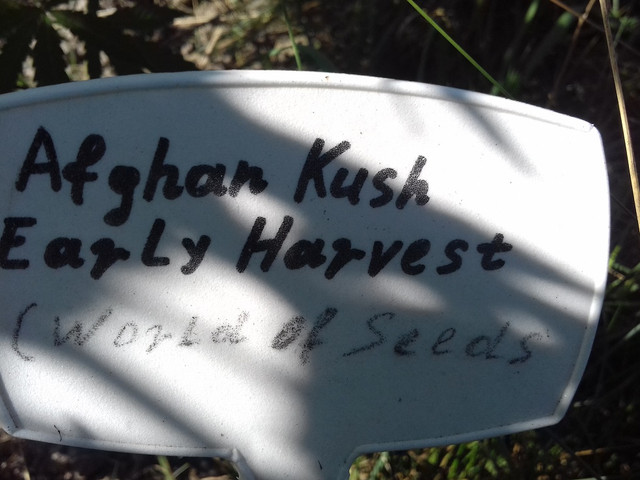 Afghan Kush
Early Harvest
(World of Seeds